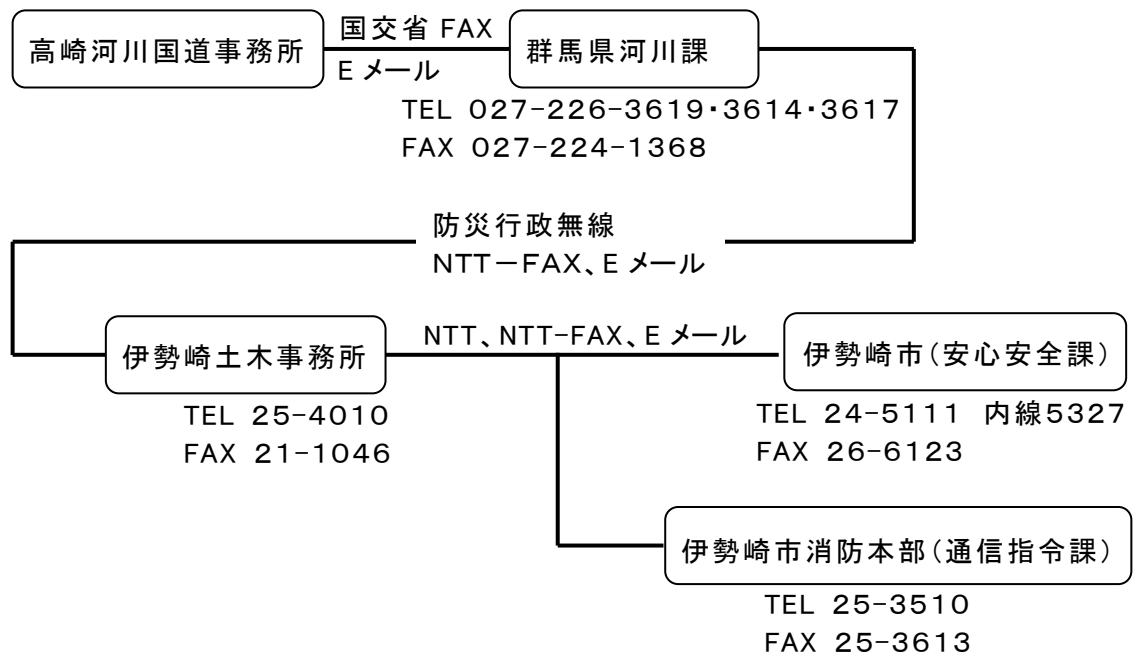 高崎河川国道事務所
国交省 FAX
E メール
群馬県河川課
TEL 027-226-3619・3614・3617
FAX 027-224-1368
防災行政無線
NTT－FAX、E メール
伊勢崎土木事務所
TEL 25-4010
FAX 21-1046
NTT、NTT-FAX、E メール
伊勢崎市(安心安全課)
TEL 24-5111 内線5327
FAX 26-6123
伊勢崎市消防本部(通信指令課)
TEL 25-3510
FAX 25-3613